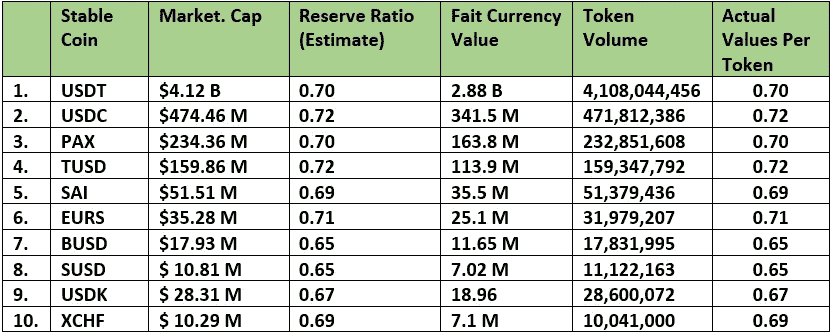 Stable Coin Market. Cap Reserve Ratio (Estimate) Fait Currency Value Token Volume Actual Values Per Token
1. USDT $4.12 B 0.70 2.88 B 4,108,044,456 0.70
2. USDC $474.46 M 0.72 341.5 M 471,812,386 0.72
3. PAX $234.36 M 0.70 163.8 M 232,851,608 0.70
4. TUSD $159.86 M 0.72 113.9 M 159,347,792 0.72
5. SAI $51.51 M 0.69 35.5 M 51,379,436 0.69
6. EURS $35.28 M 0.71 25.1 M 31,979,207 0.71
7. BUSD $17.93 M 0.65 11.65 M 17,831,995 0.65
8. SUSD $ 10.81 M 0.65 7.02 M 11,122,163 0.65
9. USDK $ 28.31 M 0.67 18.96 28,600,072 0.67
10. XCHF $ 10.29 M 0.69 7.1 M 10,041,000 0.69